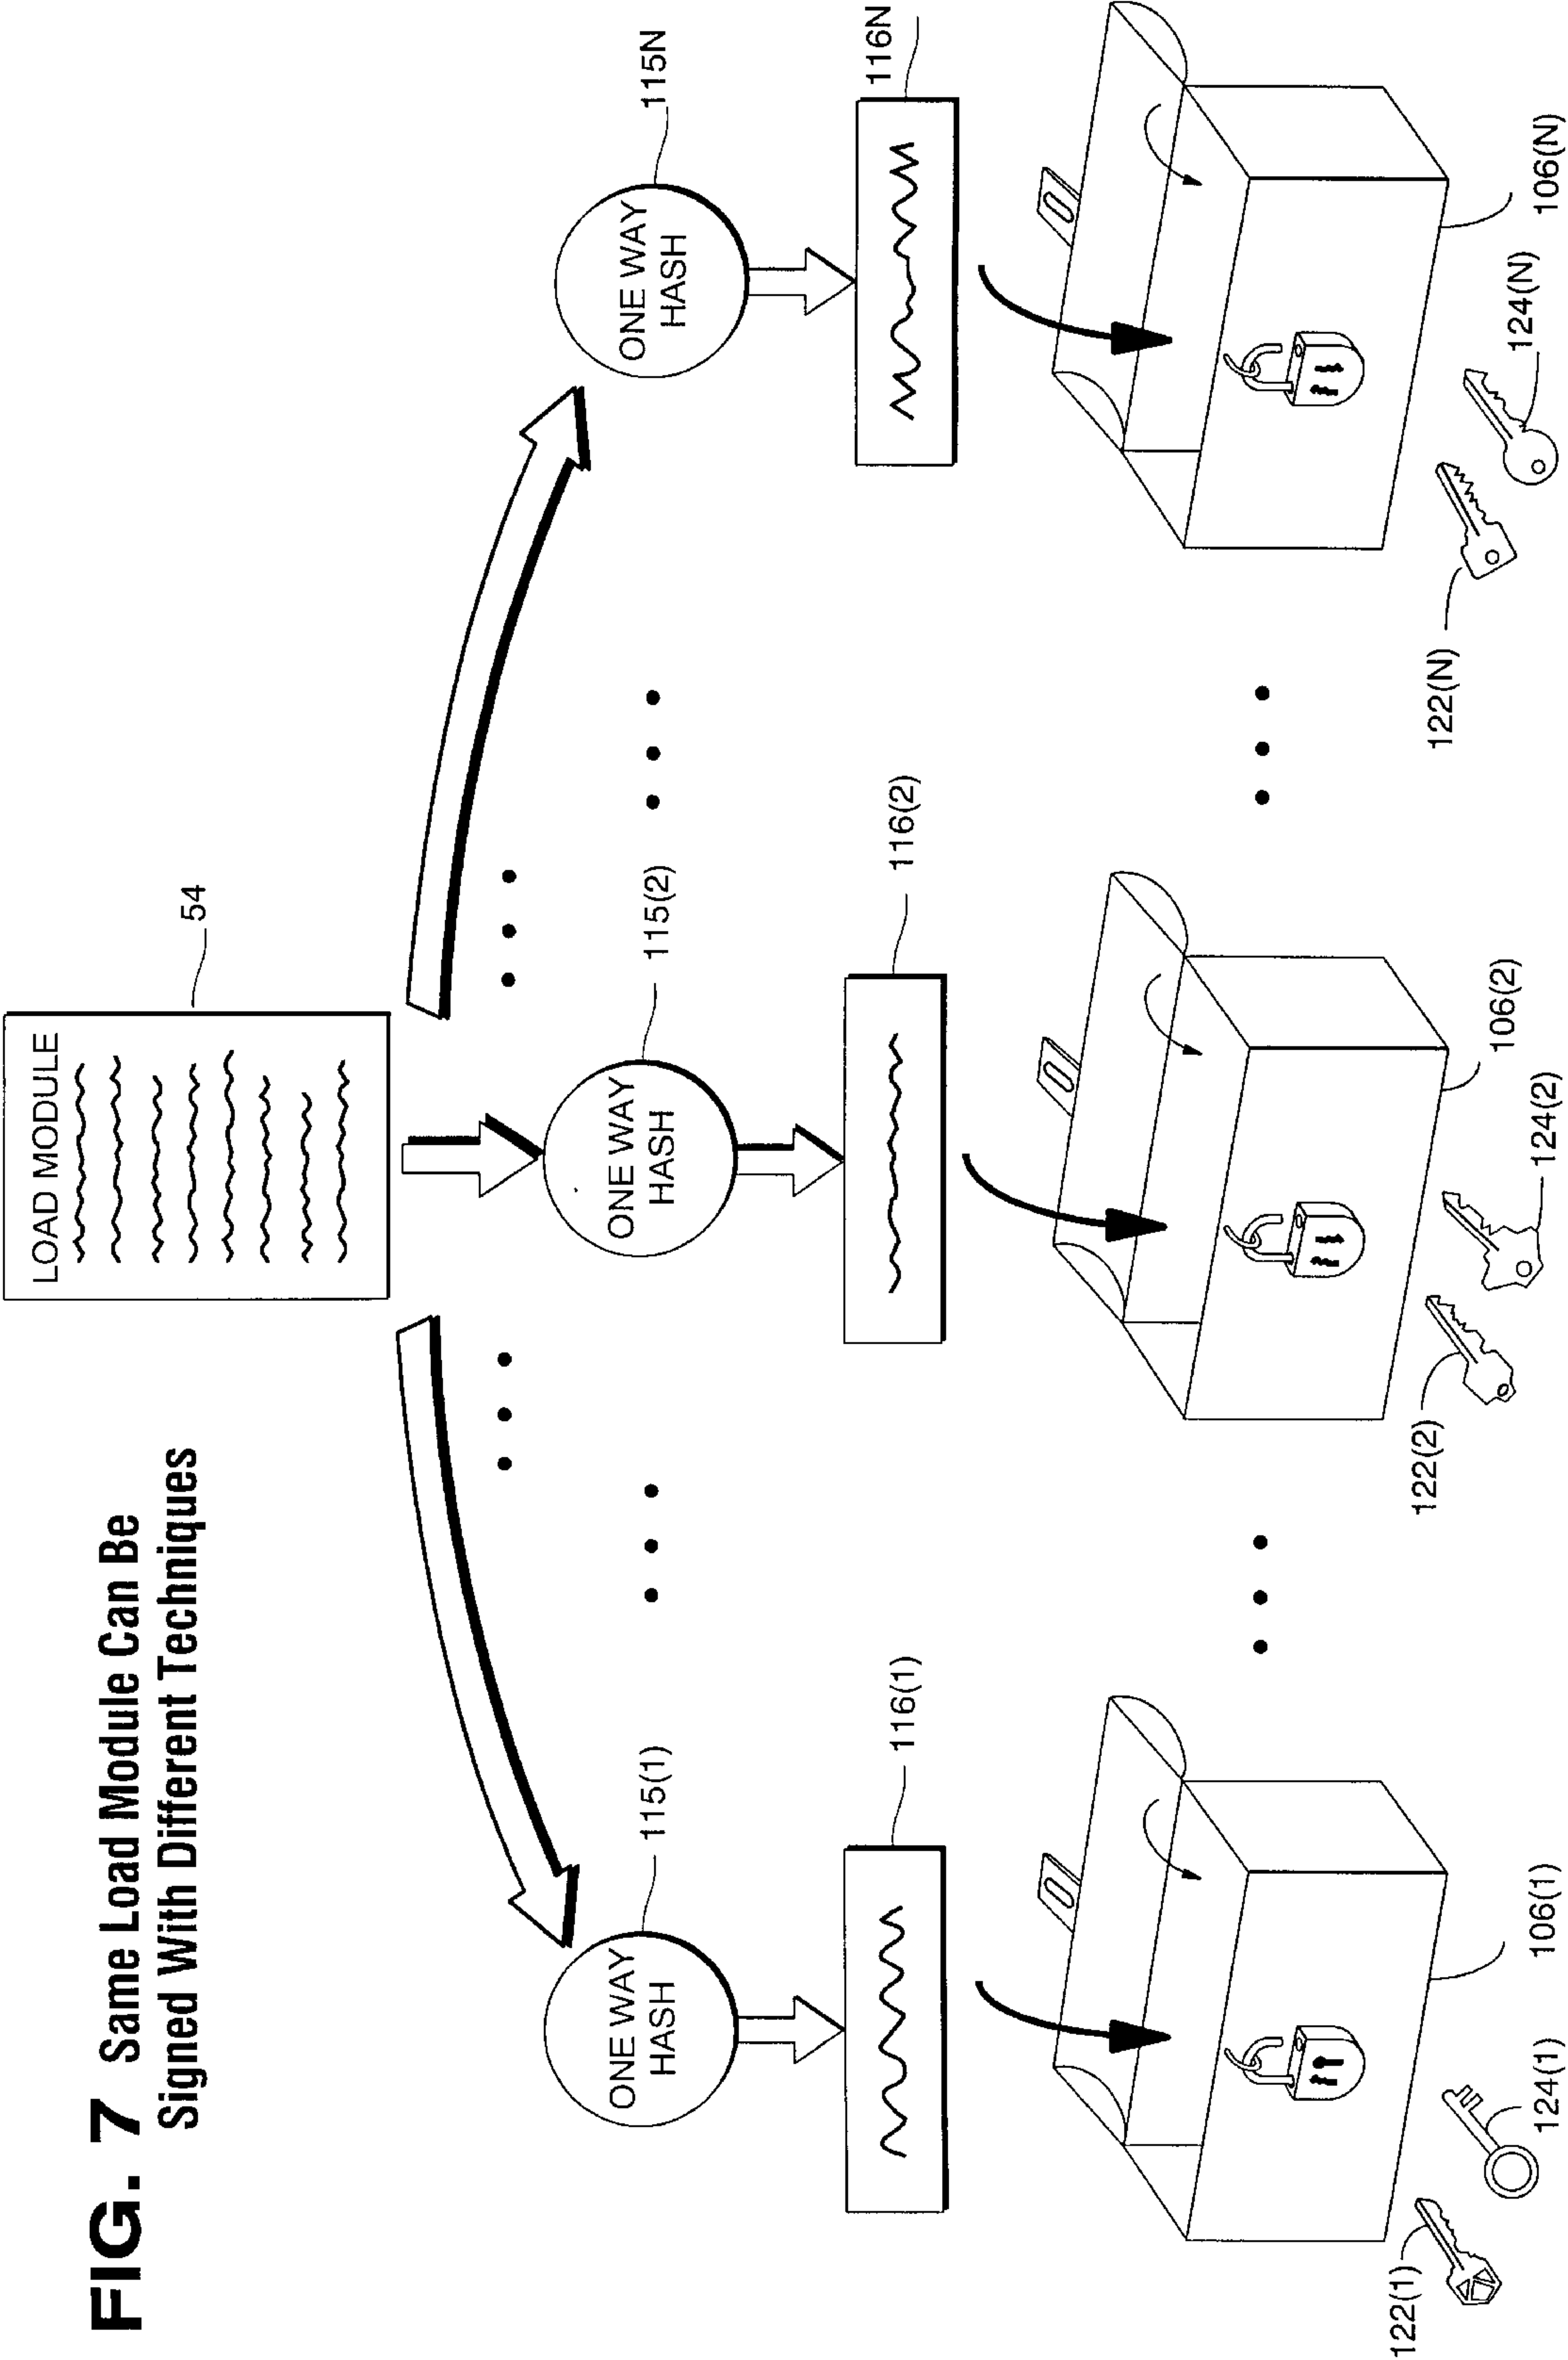 FIG. 7 Same Load Module Can Be
Signed With Different Techniques
LOAD MODULE
54
ONE WAY
HASH
115(1)
ONE WAY
HASH
115(2)
ONE WAY
HASH
115N
116(1)
116(2)
116N
106(1)
106(2)
106(N)
122(1)
124(1)
122(2)
124(2)
122(N)
124(N)